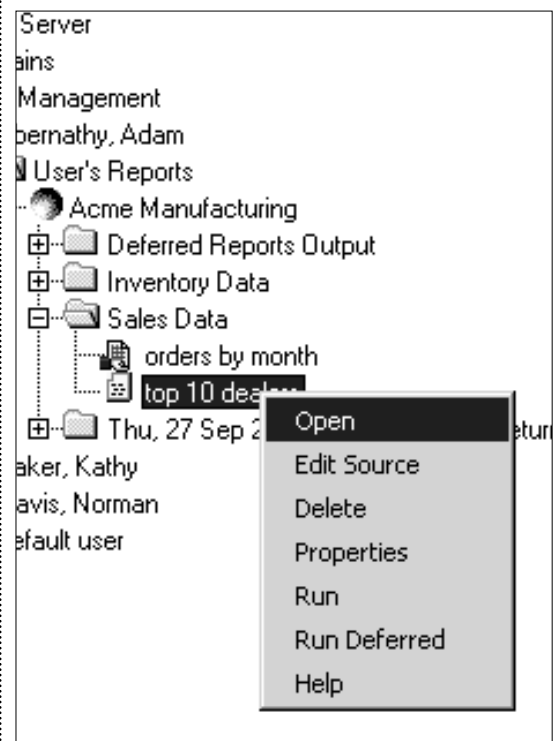 Server
ains
Management
bernathy, Adam
User's Reports
Acme Manufacturing
Deferred Reports Output
Inventory Data
Sales Data
orders by month
top 10 dealers
Thu, 27 Sep 2 etur
aker, Kathy
avis, Norman
efault user
Open
Edit Source
Delete
Properties
Run
Run Deferred
Help